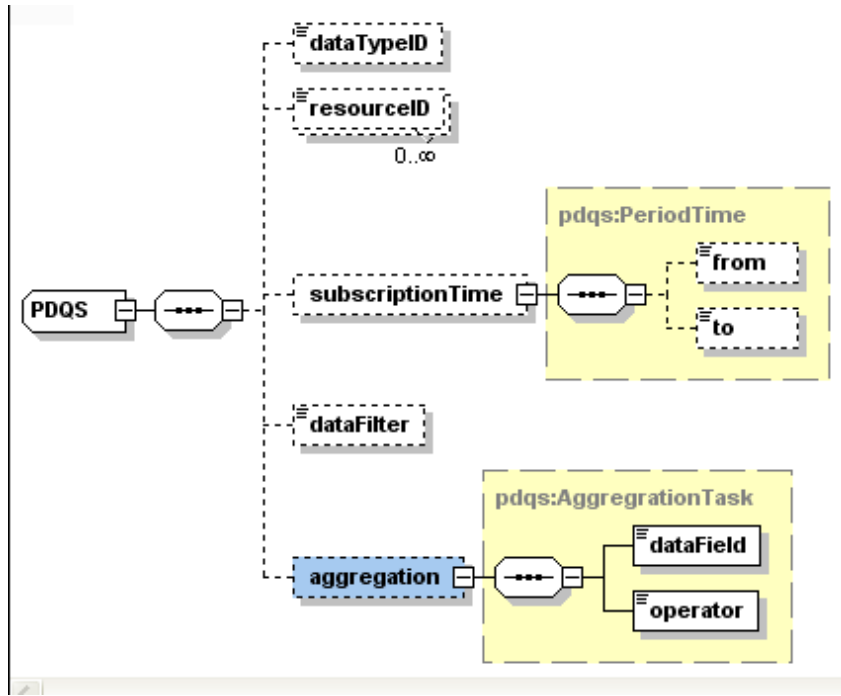 dataTypeID
resourceID
0..∞
pdqs:PeriodTime
from
PDQS
subscriptionTime
to
dataFilter
pdqs:AggregrationTask
dataField
aggregation
operator